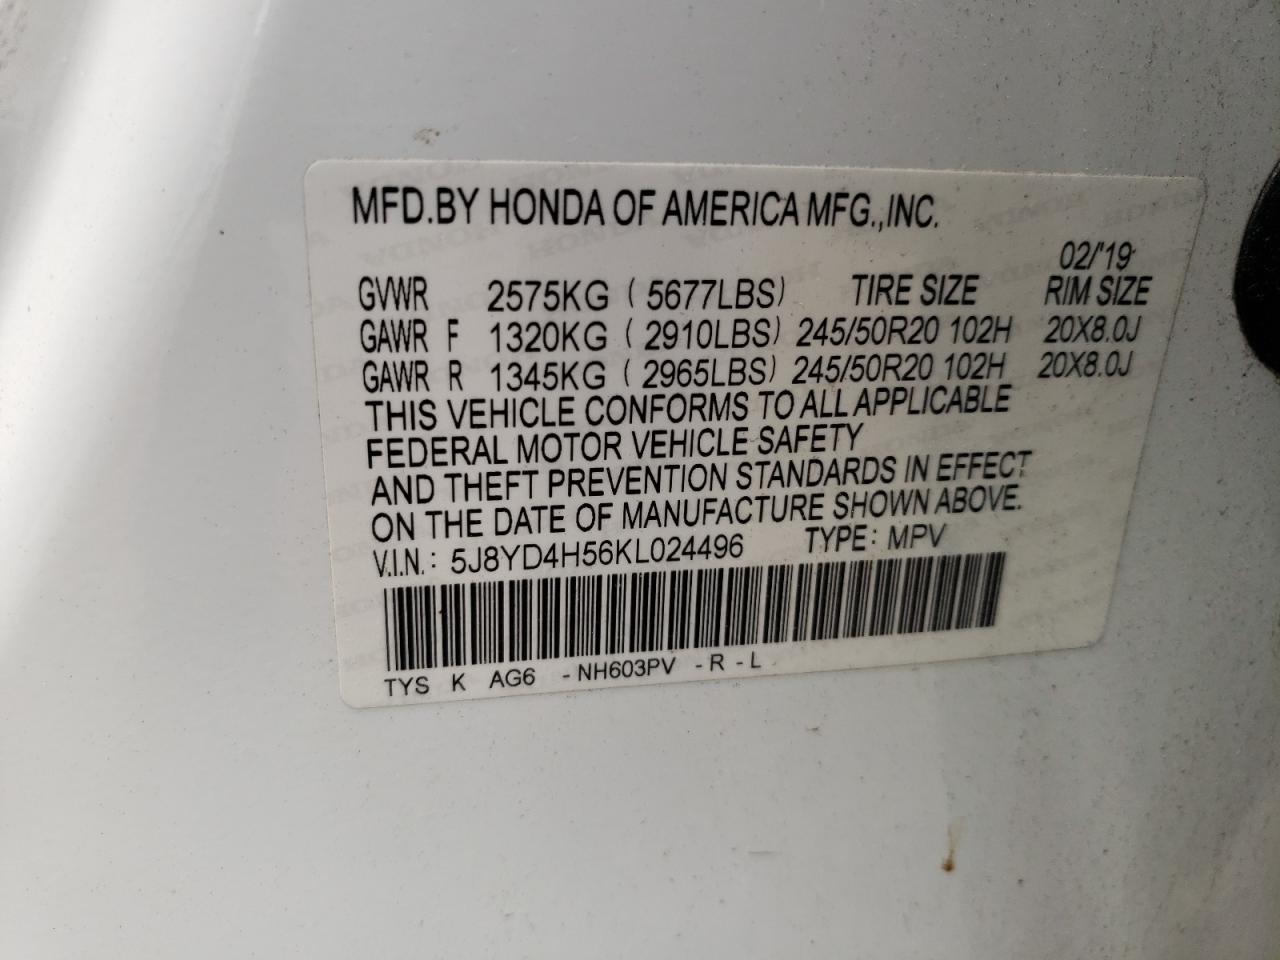 MFD.BY HONDA OF AMERICA MFG.,INC.
02/'19
GVWR 2575KG ( 5677LBS) TIRE SIZE RIM SIZE
GAWR F 1320KG ( 2910LBS) 245/50R20 102H 20X8.0J
GAWR R 1345KG ( 2965LBS) 245/50R20 102H 20X8.0J
THIS VEHICLE CONFORMS TO ALL APPLICABLE
FEDERAL MOTOR VEHICLE SAFETY
AND THEFT PREVENTION STANDARDS IN EFFECT
ON THE DATE OF MANUFACTURE SHOWN ABOVE.
V.I.N.: 5J8YD4H56KL024496 TYPE: MPV
TYS K AG6 -NH603PV -R -L